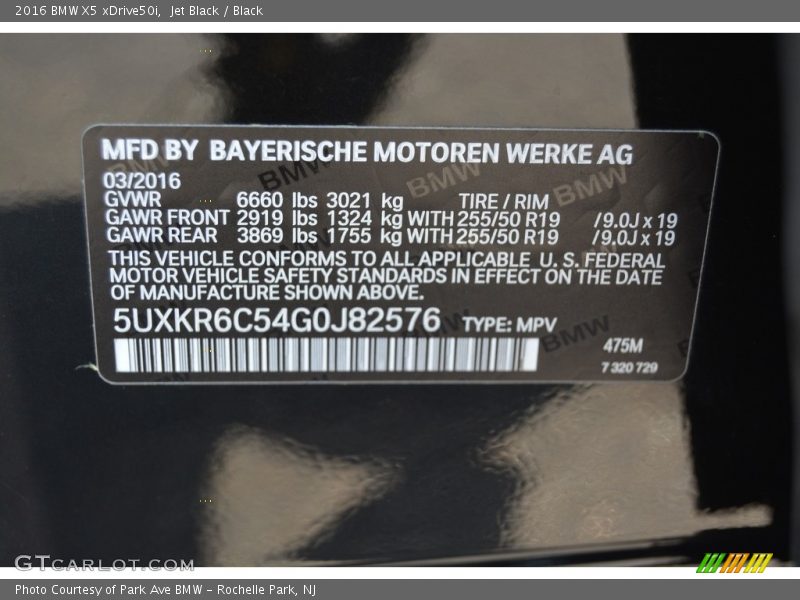 2016 BMW X5 xDrive50i, Jet Black / Black
MFD BY BAYERISCHE MOTOREN WERKE AG
03/2016
GVWR 6660 lbs 3021 kg TIRE / RIM
GAWR FRONT 2919 lbs 1324 kg WITH 255/50 R19 /9.0J x 19
GAWR REAR 3869 lbs 1755 kg WITH 255/50 R19 /9.0J x 19
THIS VEHICLE CONFORMS TO ALL APPLICABLE U. S. FEDERAL
MOTOR VEHICLE SAFETY STANDARDS IN EFFECT ON THE DATE
OF MANUFACTURE SHOWN ABOVE.
5UXKR6C54G0J82576 TYPE: MPV
475M
7 320 729
BMW
BMW
BMW
BMW
GTCARLOT.COM
Photo Courtesy of Park Ave BMW - Rochelle Park, NJ